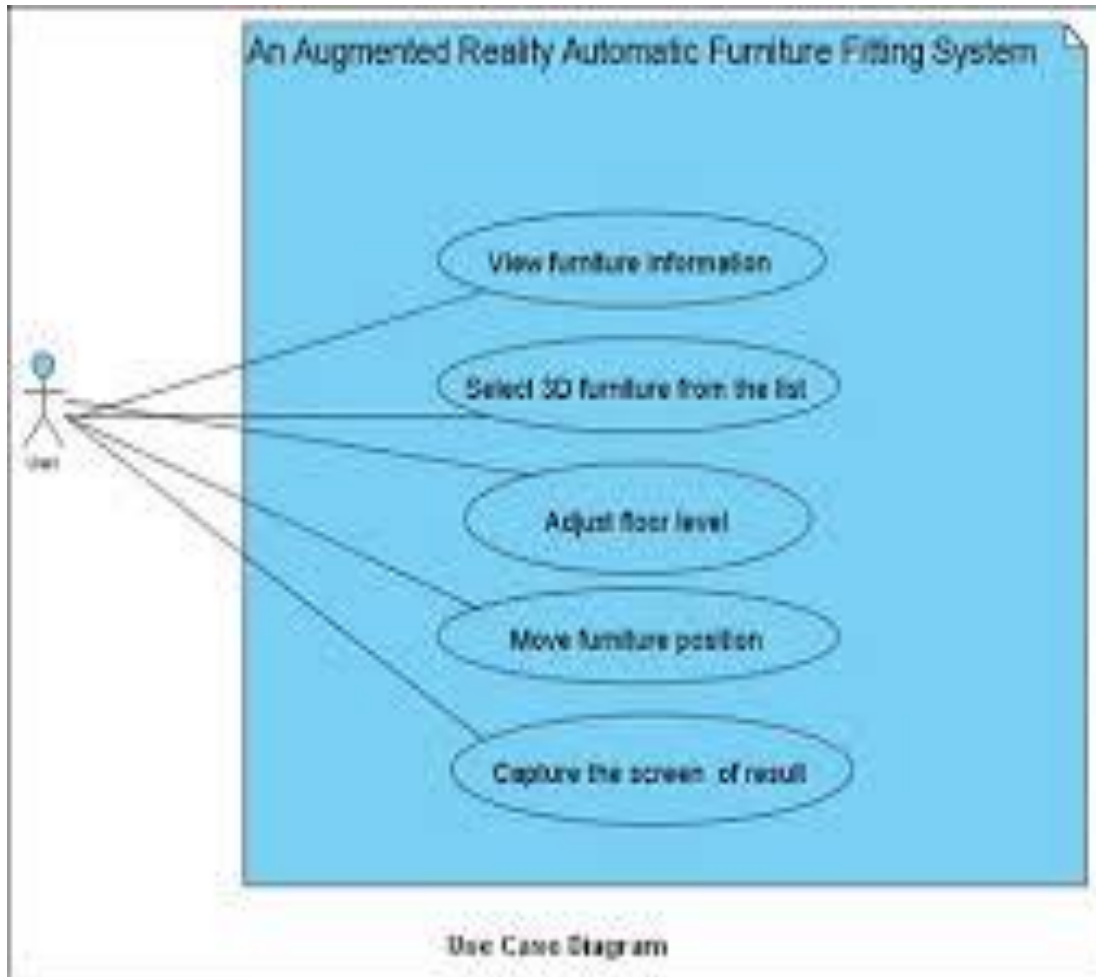 An Augmented Reality Automatic Furniture Fitting System
View furniture information
Select 3D furniture from the list
User
Adjust floor level
Move furniture position
Capture the screen of result
Use Case Diagram